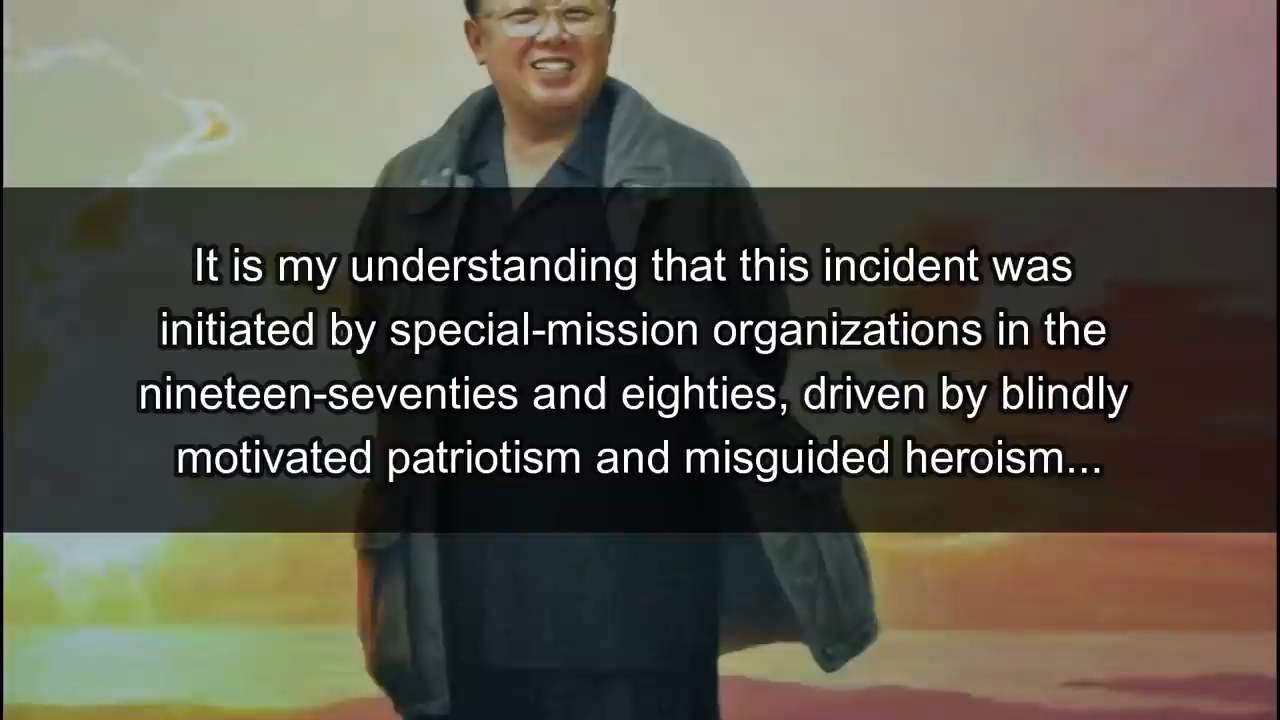 It is my understanding that this incident was
initiated by special-mission organizations in the
nineteen-seventies and eighties, driven by blindly
motivated patriotism and misguided heroism...